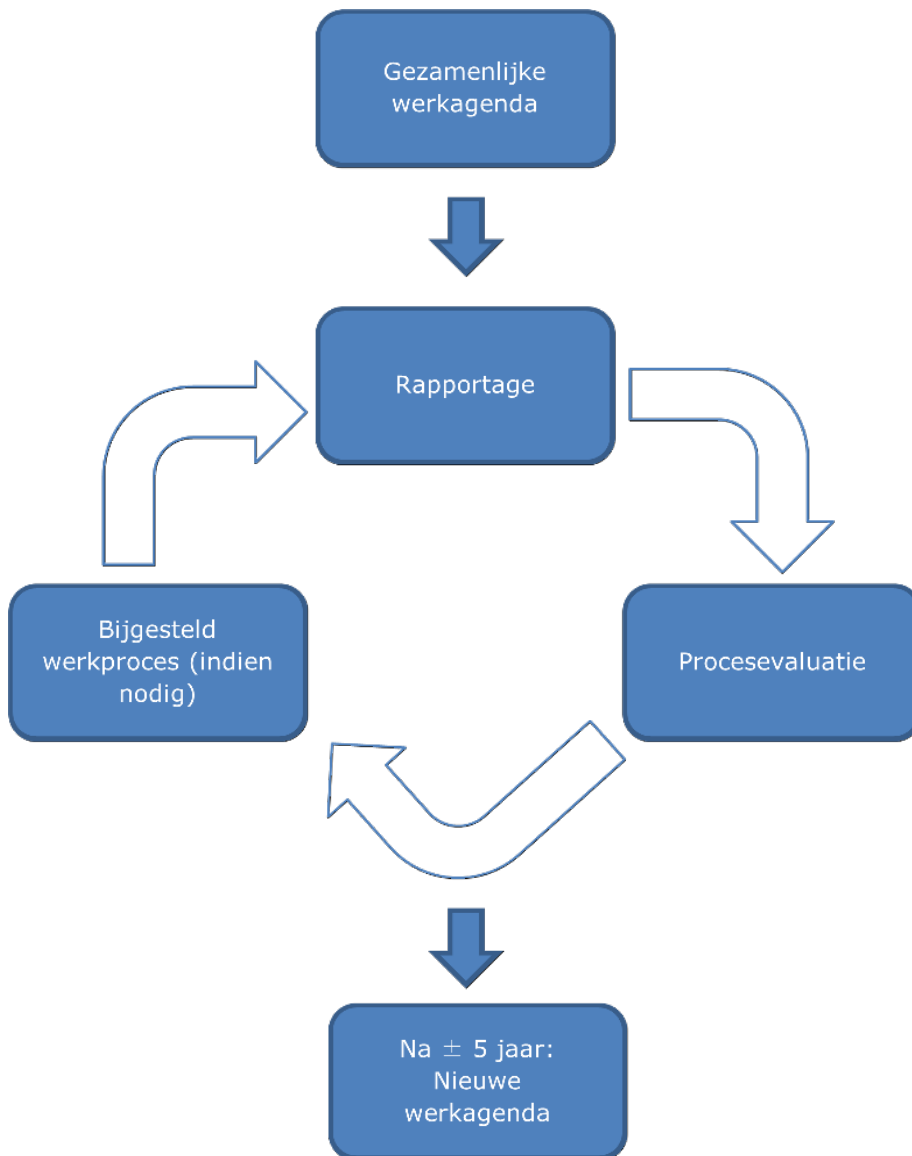 Gezamenlijke
werkagenda
Rapportage
Bijgesteld
werkproces (indien
nodig)
Procesevaluatie
Na ± 5 jaar:
Nieuwe
werkagenda